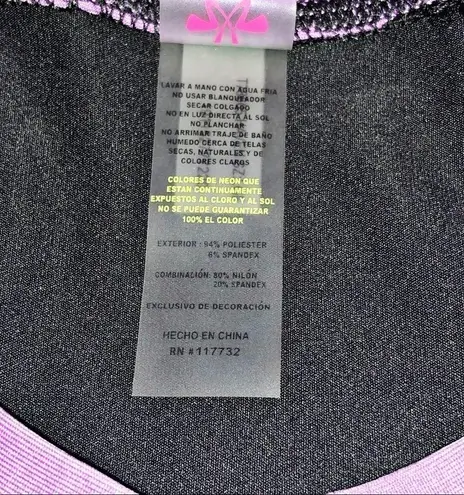 LAVAR A MANO CON AGUA FRIA
NO USAR BLANQUEADOR
SECAR COLGADO
NO EN LUZ DIRECTA AL SOL
NO PLANCHAR
NO ARRIMAR TRAJE DE BAÑO
HUMEDO CERCA DE TELAS
SECAS, NATURALES Y DE
COLORES CLAROS
COLORES DE NEON QUE
ESTAN CONTINUAMENTE
EXPUESTOS AL CLORO Y AL SOL
NO SE PUEDE GUARANTIZAR
100% EL COLOR
EXTERIOR : 94% POLIESTER
6% SPANDEX
COMBINACIÓN: 80% NILÓN
20% SPANDEX
EXCLUSIVO DE DECORACIÓN
HECHO EN CHINA
RN # 117732